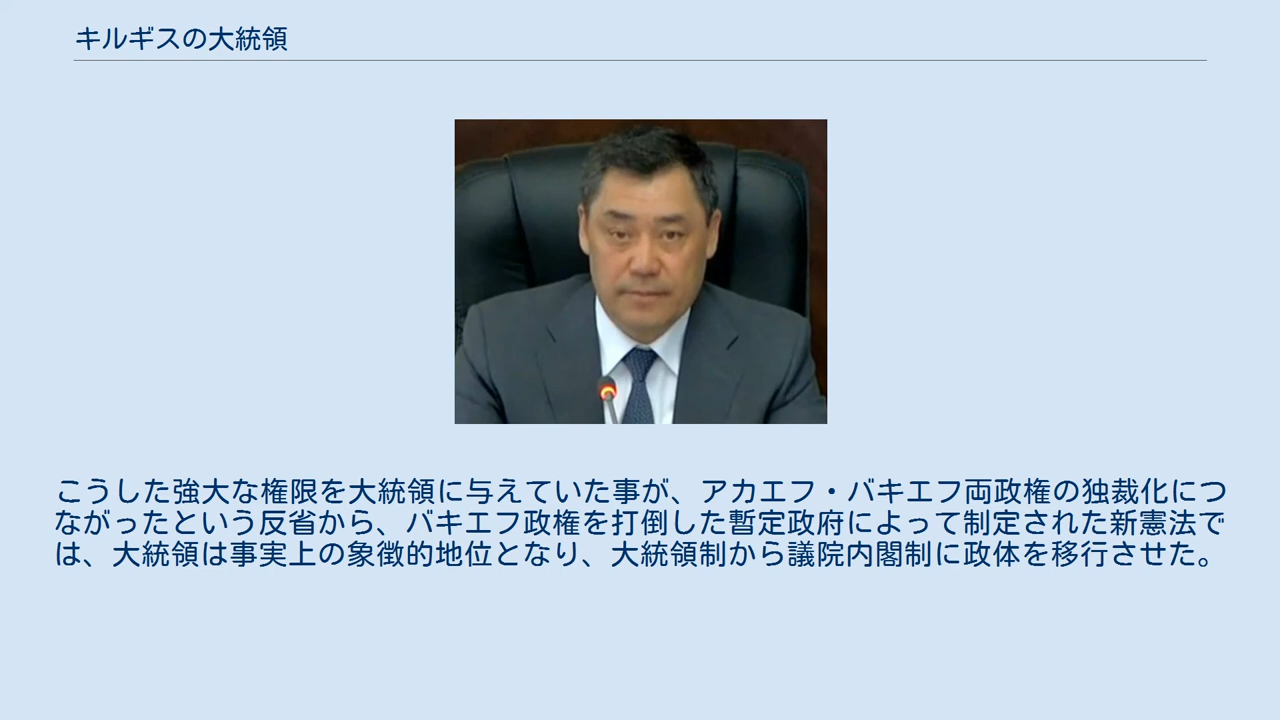 キルギスの大統領
こうした強大な権限を大統領に与えていた事が、アカエフ・バキエフ両政権の独裁化につ
ながったという反省から、バキエフ政権を打倒した暫定政府によって制定された新憲法で
は、大統領は事実上の象徴的地位となり、大統領制から議院内閣制に政体を移行させた。